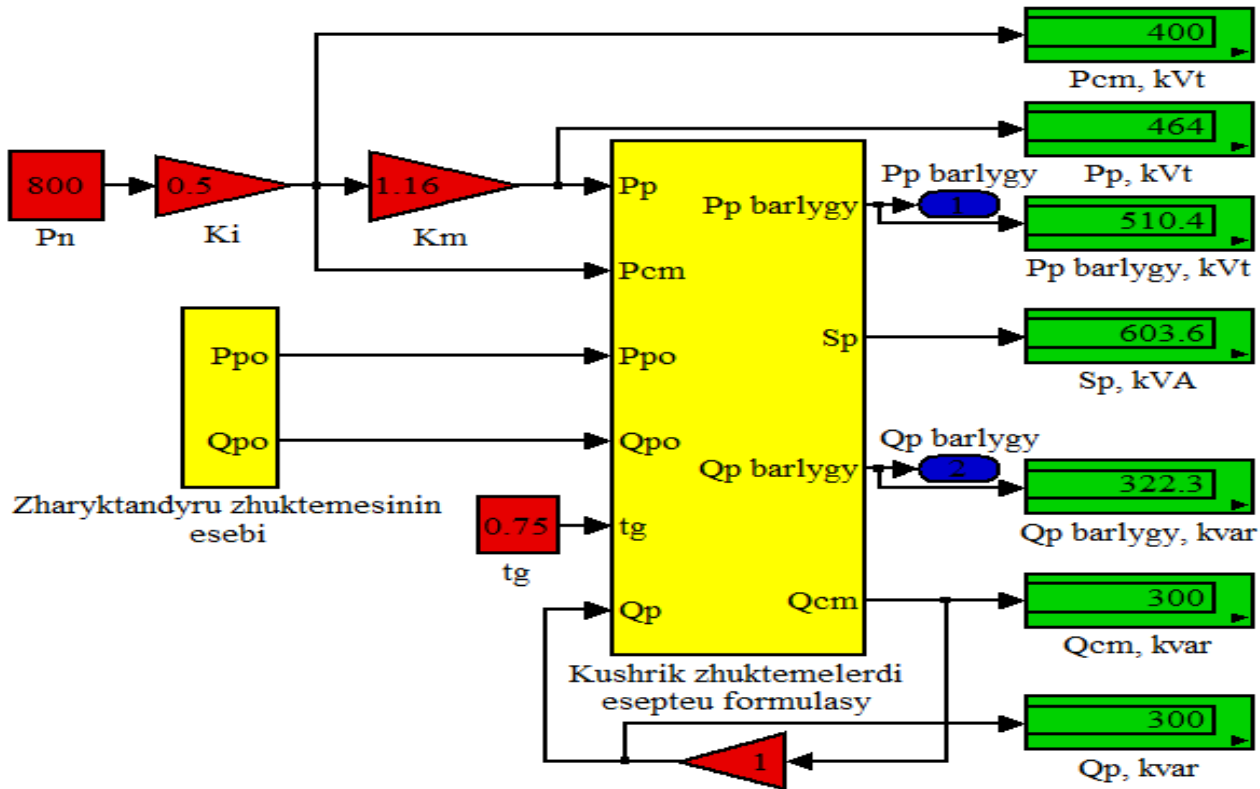 400
Pcm, kVt
464
Pp, kVt
800
Pn
0.5
Ki
1.16
Km
Pp
Pcm
Ppo
Qpo
tg
Qp
Pp barlygy
Sp
Qp barlygy
Qcm
Pp barlygy
1
510.4
Pp barlygy, kVt
603.6
Sp, kVA
Ppo
Qpo
Zharyktandyru zhuktemesinin
esebi
0.75
tg
Qp barlygy
2
322.3
Qp barlygy, kvar
300
Qcm, kvar
Kushrik zhuktemelerdi
esepteu formulasy
1
300
Qp, kvar